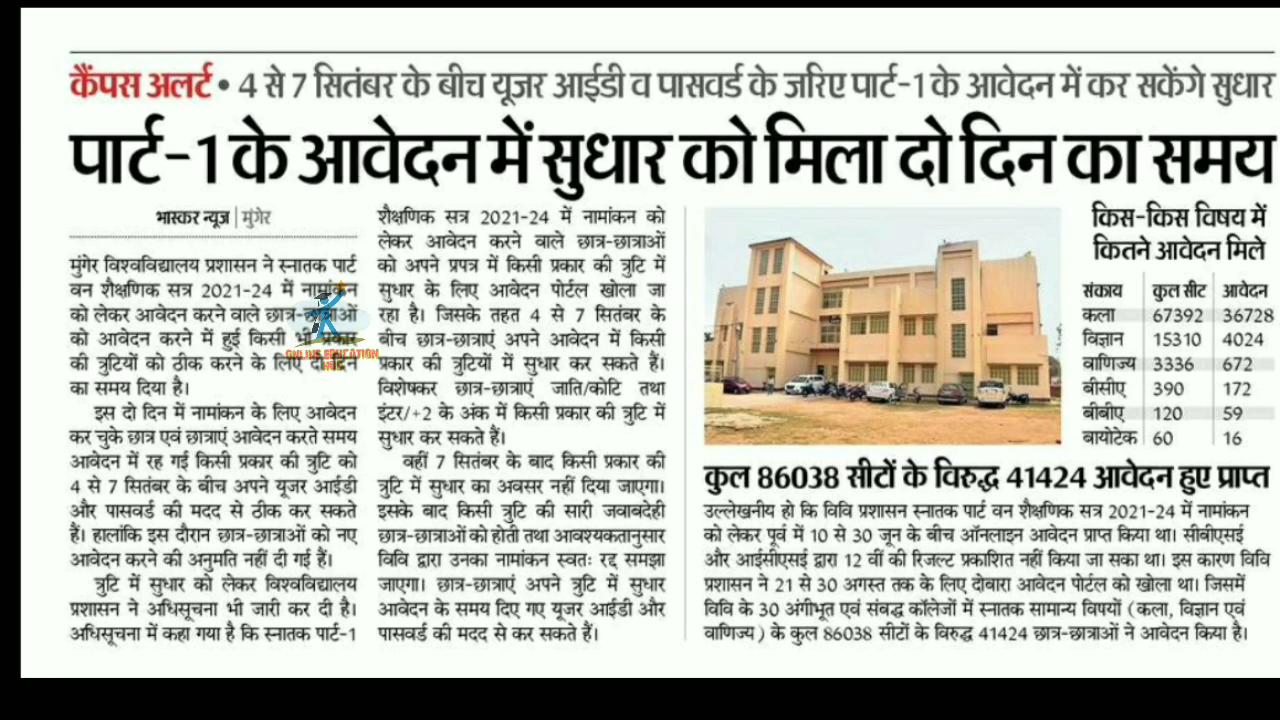 कैंपस अलर्ट • 4 से 7 सितंबर के बीच यूजर आईडी व पासवर्ड के जरिए पार्ट-1 के आवेदन में कर सकेंगे सुधार
पार्ट-1 के आवेदन में सुधार को मिला दो दिन का समय
भास्कर न्यूज | मुंगेर
मुंगेर विश्वविद्यालय प्रशासन ने स्नातक पार्ट
वन शैक्षणिक सत्र 2021-24 में नामांकन
को लेकर आवेदन करने वाले छात्र-छात्राओं
को आवेदन करने में हुई किसी भी प्रकार
की त्रुटियों को ठीक करने के लिए दो दिन
का समय दिया है।
इस दो दिन में नामांकन के लिए आवेदन
कर चुके छात्र एवं छात्राएं आवेदन करते समय
आवेदन में रह गई किसी प्रकार की त्रुटि को
4 से 7 सितंबर के बीच अपने यूजर आईडी
और पासवर्ड की मदद से ठीक कर सकते
हैं। हालांकि इस दौरान छात्र-छात्राओं को नए
आवेदन करने की अनुमति नहीं दी गई हैं।
त्रुटि में सुधार को लेकर विश्वविद्यालय
प्रशासन ने अधिसूचना भी जारी कर दी है।
अधिसूचना में कहा गया है कि स्नातक पार्ट-1
ONLINE EDUCATION
HUB
शैक्षणिक सत्र 2021-24 में नामांकन को
लेकर आवेदन करने वाले छात्र-छात्राओं
को अपने प्रपत्र में किसी प्रकार की त्रुटि में
सुधार के लिए आवेदन पोर्टल खोला जा
रहा है। जिसके तहत 4 से 7 सितंबर के
बीच छात्र-छात्राएं अपने आवेदन में किसी
प्रकार की त्रुटियों में सुधार कर सकते हैं।
विशेषकर छात्र-छात्राएं जाति/कोटि तथा
इंटर/+2 के अंक में किसी प्रकार की त्रुटि में
सुधार कर सकते हैं।
वहीं 7 सितंबर के बाद किसी प्रकार की
त्रुटि में सुधार का अवसर नहीं दिया जाएगा।
इसके बाद किसी त्रुटि की सारी जवाबदेही
छात्र-छात्राओं को होती तथा आवश्यकतानुसार
विवि द्वारा उनका नामांकन स्वतः रद्द समझा
जाएगा। छात्र-छात्राएं अपने त्रुटि में सुधार
आवेदन के समय दिए गए यूजर आईडी और
पासवर्ड की मदद से कर सकते हैं।
किस-किस विषय में
कितने आवेदन मिले
संकाय कुल सीट आवेदन
कला 67392 36728
विज्ञान 15310 4024
वाणिज्य 3336 672
बीसीए 390 172
बीबीए 120 59
बायोटेक 60 16
कुल 86038 सीटों के विरुद्ध 41424 आवेदन हुए प्राप्त
उल्लेखनीय हो कि विवि प्रशासन स्नातक पार्ट वन शैक्षणिक सत्र 2021-24 में नामांकन
को लेकर पूर्व में 10 से 30 जून के बीच ऑनलाइन आवेदन प्राप्त किया था। सीबीएसई
और आईसीएसई द्वारा 12 वीं की रिजल्ट प्रकाशित नहीं किया जा सका था। इस कारण विवि
प्रशासन ने 21 से 30 अगस्त तक के लिए दोबारा आवेदन पोर्टल को खोला था। जिसमें
विवि के 30 अंगीभूत एवं संबद्ध कॉलेजों में स्नातक सामान्य विषयों (कला, विज्ञान एवं
वाणिज्य ) के कुल 86038 सीटों के विरुद्ध 41424 छात्र-छात्राओं ने आवेदन किया है।